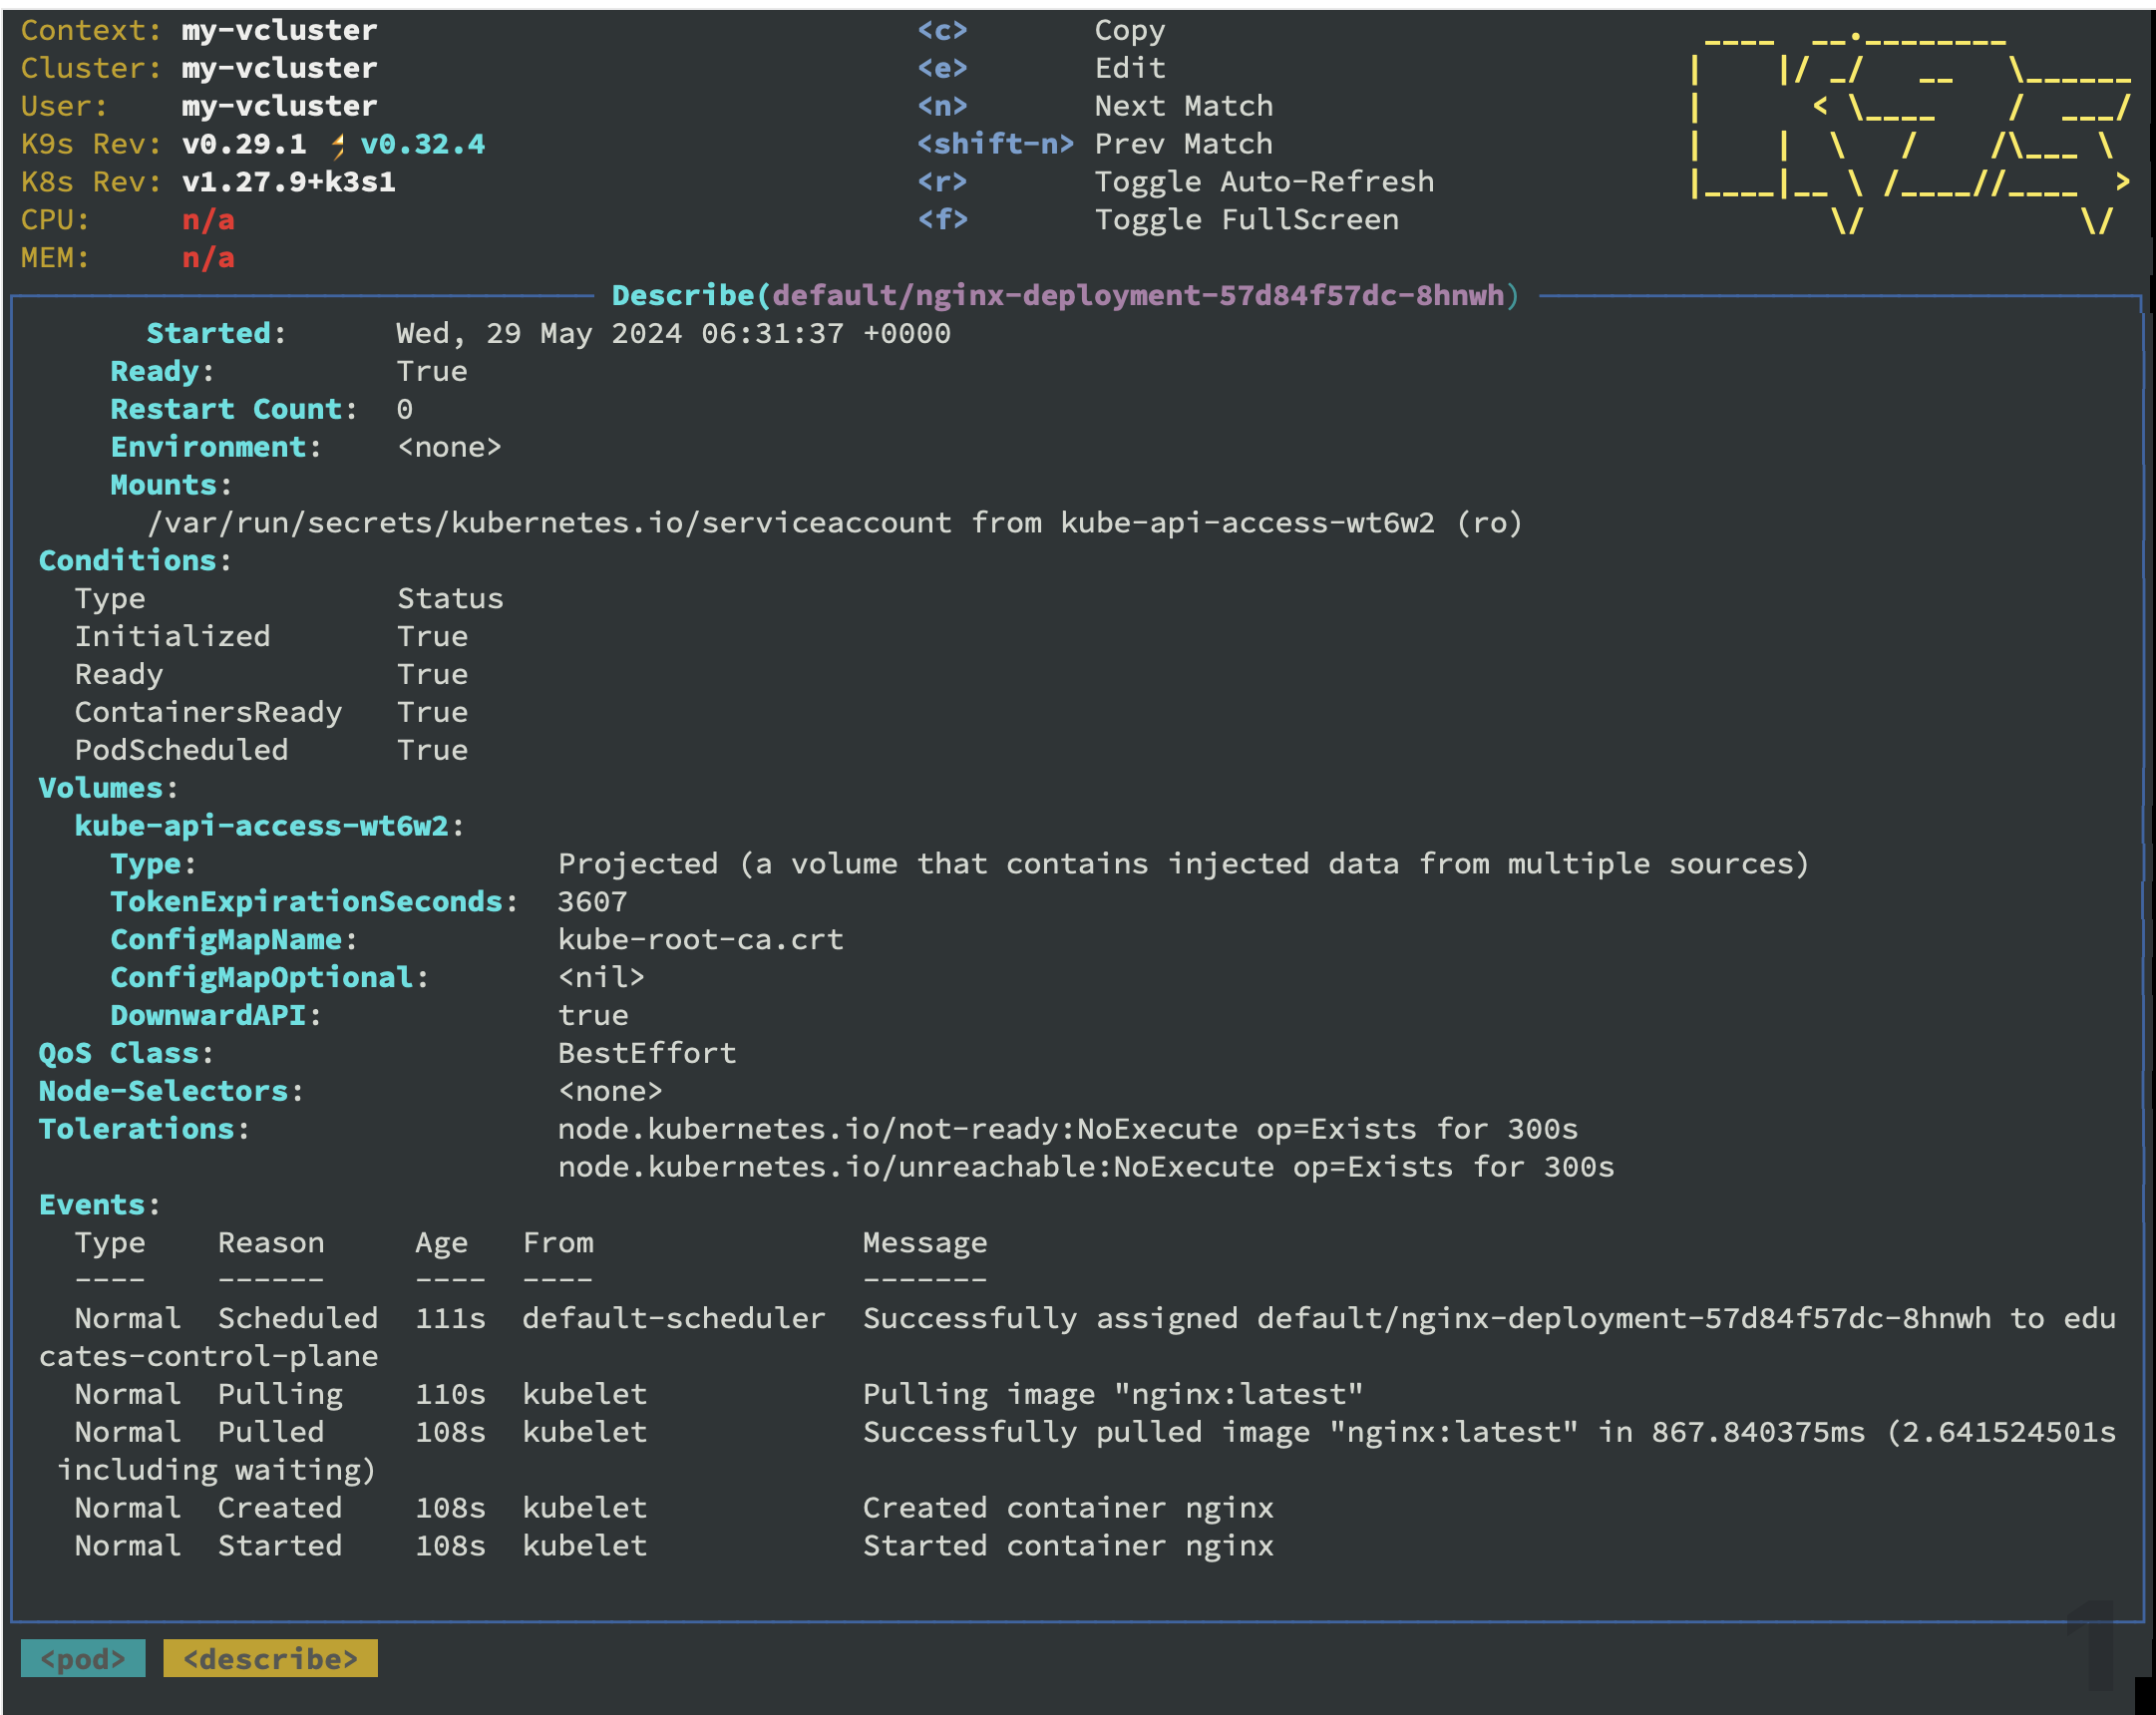 Context: my-vcluster
Cluster: my-vcluster
User: my-vcluster
K9s Rev: v0.29.1 ⚡ v0.32.4
K8s Rev: v1.27.9+k3s1
CPU: n/a
MEM: n/a
<c> Copy
<e> Edit
<n> Next Match
<shift-n> Prev Match
<r> Toggle Auto-Refresh
<f> Toggle FullScreen
Describe(default/nginx-deployment-57d84f57dc-8hnwh)
Started: Wed, 29 May 2024 06:31:37 +0000
Ready: True
Restart Count: 0
Environment: <none>
Mounts:
/var/run/secrets/kubernetes.io/serviceaccount from kube-api-access-wt6w2 (ro)
Conditions:
Type Status
Initialized True
Ready True
ContainersReady True
PodScheduled True
Volumes:
kube-api-access-wt6w2:
Type: Projected (a volume that contains injected data from multiple sources)
TokenExpirationSeconds: 3607
ConfigMapName: kube-root-ca.crt
ConfigMapOptional: <nil>
DownwardAPI: true
QoS Class: BestEffort
Node-Selectors: <none>
Tolerations: node.kubernetes.io/not-ready:NoExecute op=Exists for 300s
node.kubernetes.io/unreachable:NoExecute op=Exists for 300s
Events:
Type Reason Age From Message
---- ------ ---- ---- -------
Normal Scheduled 111s default-scheduler Successfully assigned default/nginx-deployment-57d84f57dc-8hnwh to edu
cates-control-plane
Normal Pulling 110s kubelet Pulling image "nginx:latest"
Normal Pulled 108s kubelet Successfully pulled image "nginx:latest" in 867.840375ms (2.641524501s
including waiting)
Normal Created 108s kubelet Created container nginx
Normal Started 108s kubelet Started container nginx
<pod> <describe>
1